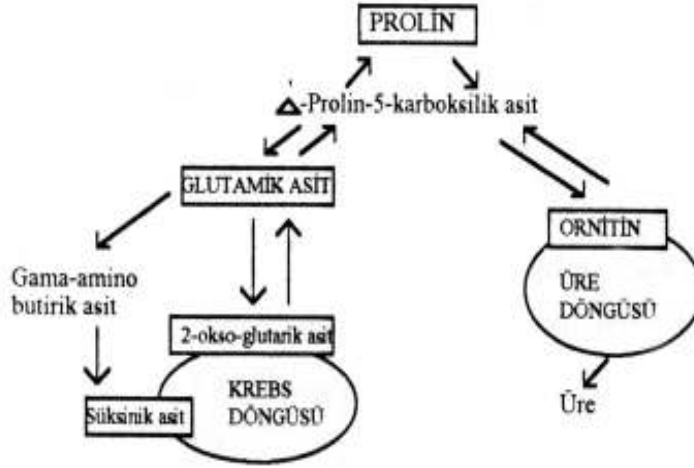 PROLİN
Δ-Prolin-5-karboksilik asit
GLUTAMİK ASİT
ORNİTİN
Gama-amino
butirik asit
ÜRE
DÖNGÜSÜ
2-okso-glutarik asit
KREBS
DÖNGÜSÜ
Süksinik asit
Üre